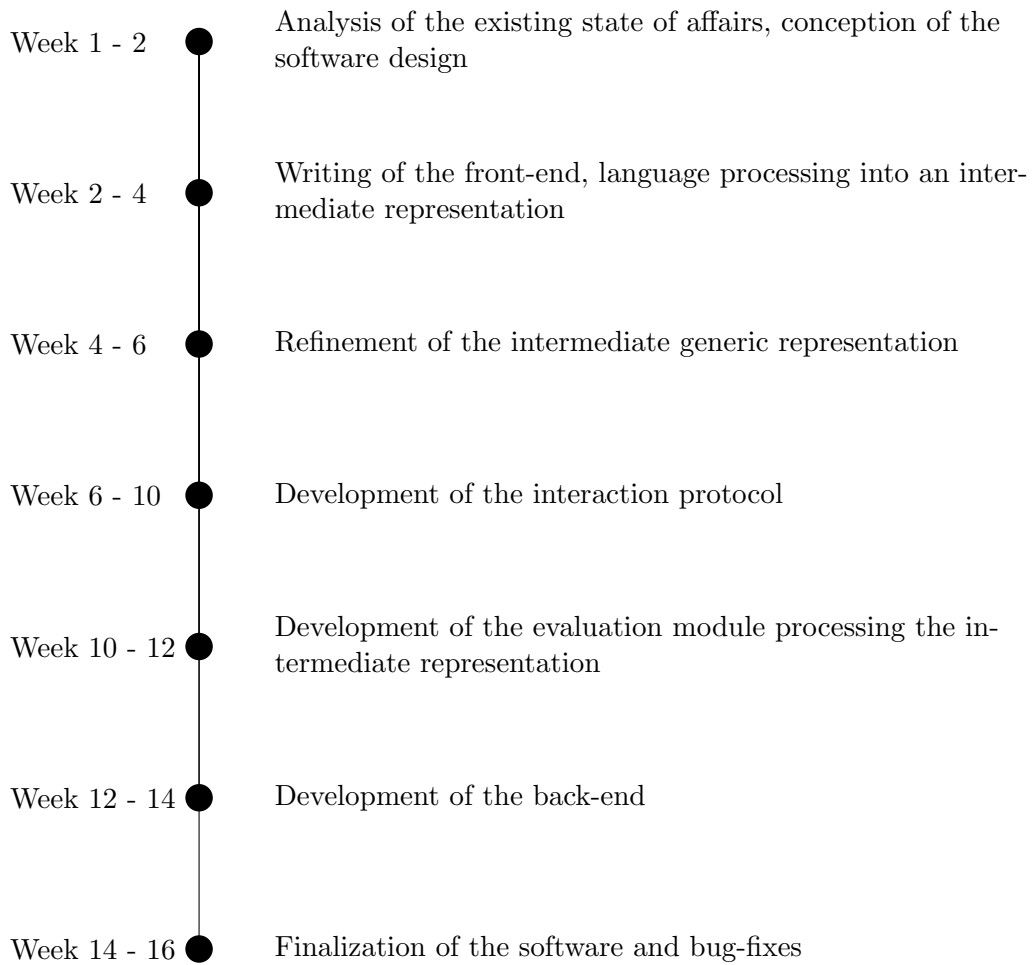 Week 1 - 2
Analysis of the existing state of affairs, conception of the
software design
Week 2 - 4
Writing of the front-end, language processing into an inter-
mediate representation
Week 4 - 6
Refinement of the intermediate generic representation
Week 6 - 10
Development of the interaction protocol
Week 10 - 12
Development of the evaluation module processing the in-
termediate representation
Week 12 - 14
Development of the back-end
Week 14 - 16
Finalization of the software and bug-fixes